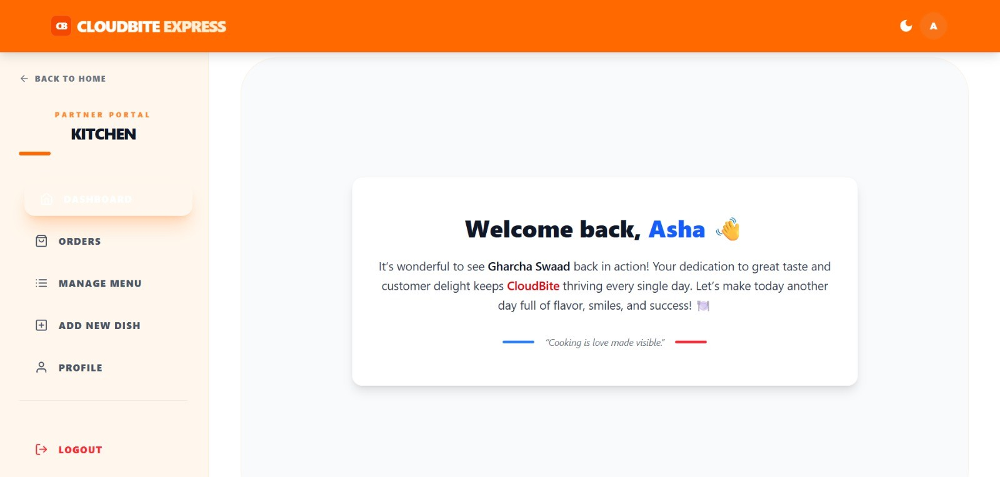 CB CLOUDBITE EXPRESS
A
BACK TO HOME
PARTNER PORTAL
KITCHEN
DASHBOARD
ORDERS
MANAGE MENU
ADD NEW DISH
PROFILE
LOGOUT
Welcome back, Asha 👋
It’s wonderful to see Gharcha Swaad back in action! Your dedication to great taste and
customer delight keeps CloudBite thriving every single day. Let’s make today another
day full of flavor, smiles, and success! 🍽️
“Cooking is love made visible.”